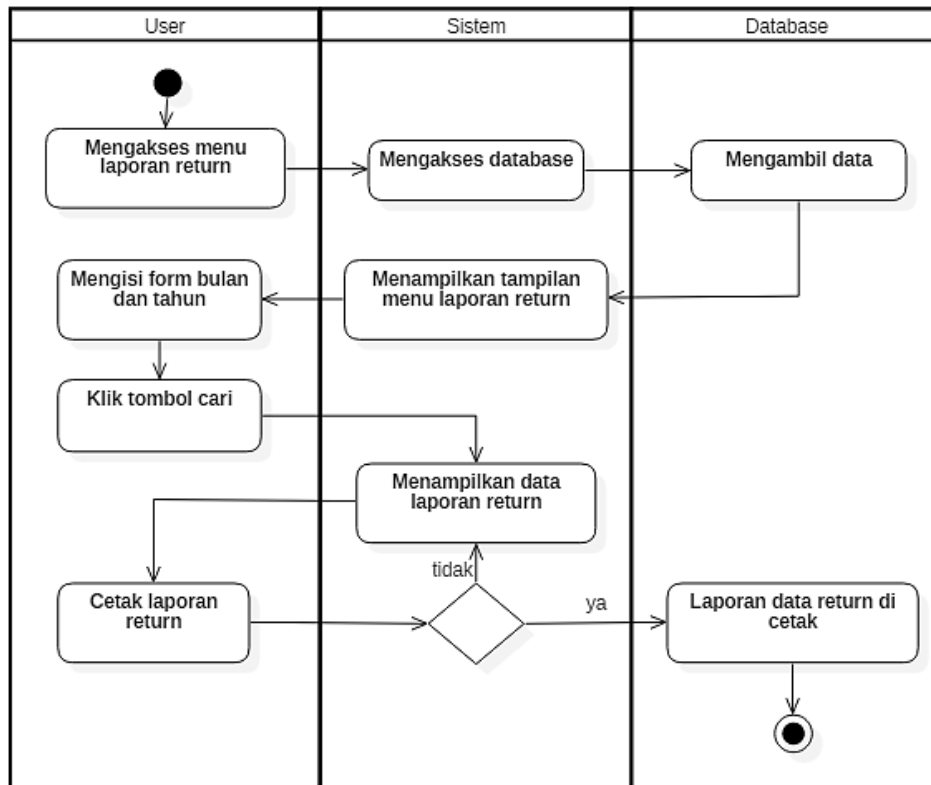 User
Sistem
Database
Mengakses menu
laporan return
Mengakses database
Mengambil data
Mengisi form bulan
dan tahun
Menampilkan tampilan
menu laporan return
Klik tombol cari
Menampilkan data
laporan return
tidak
Cetak laporan
return
ya
Laporan data return di
cetak